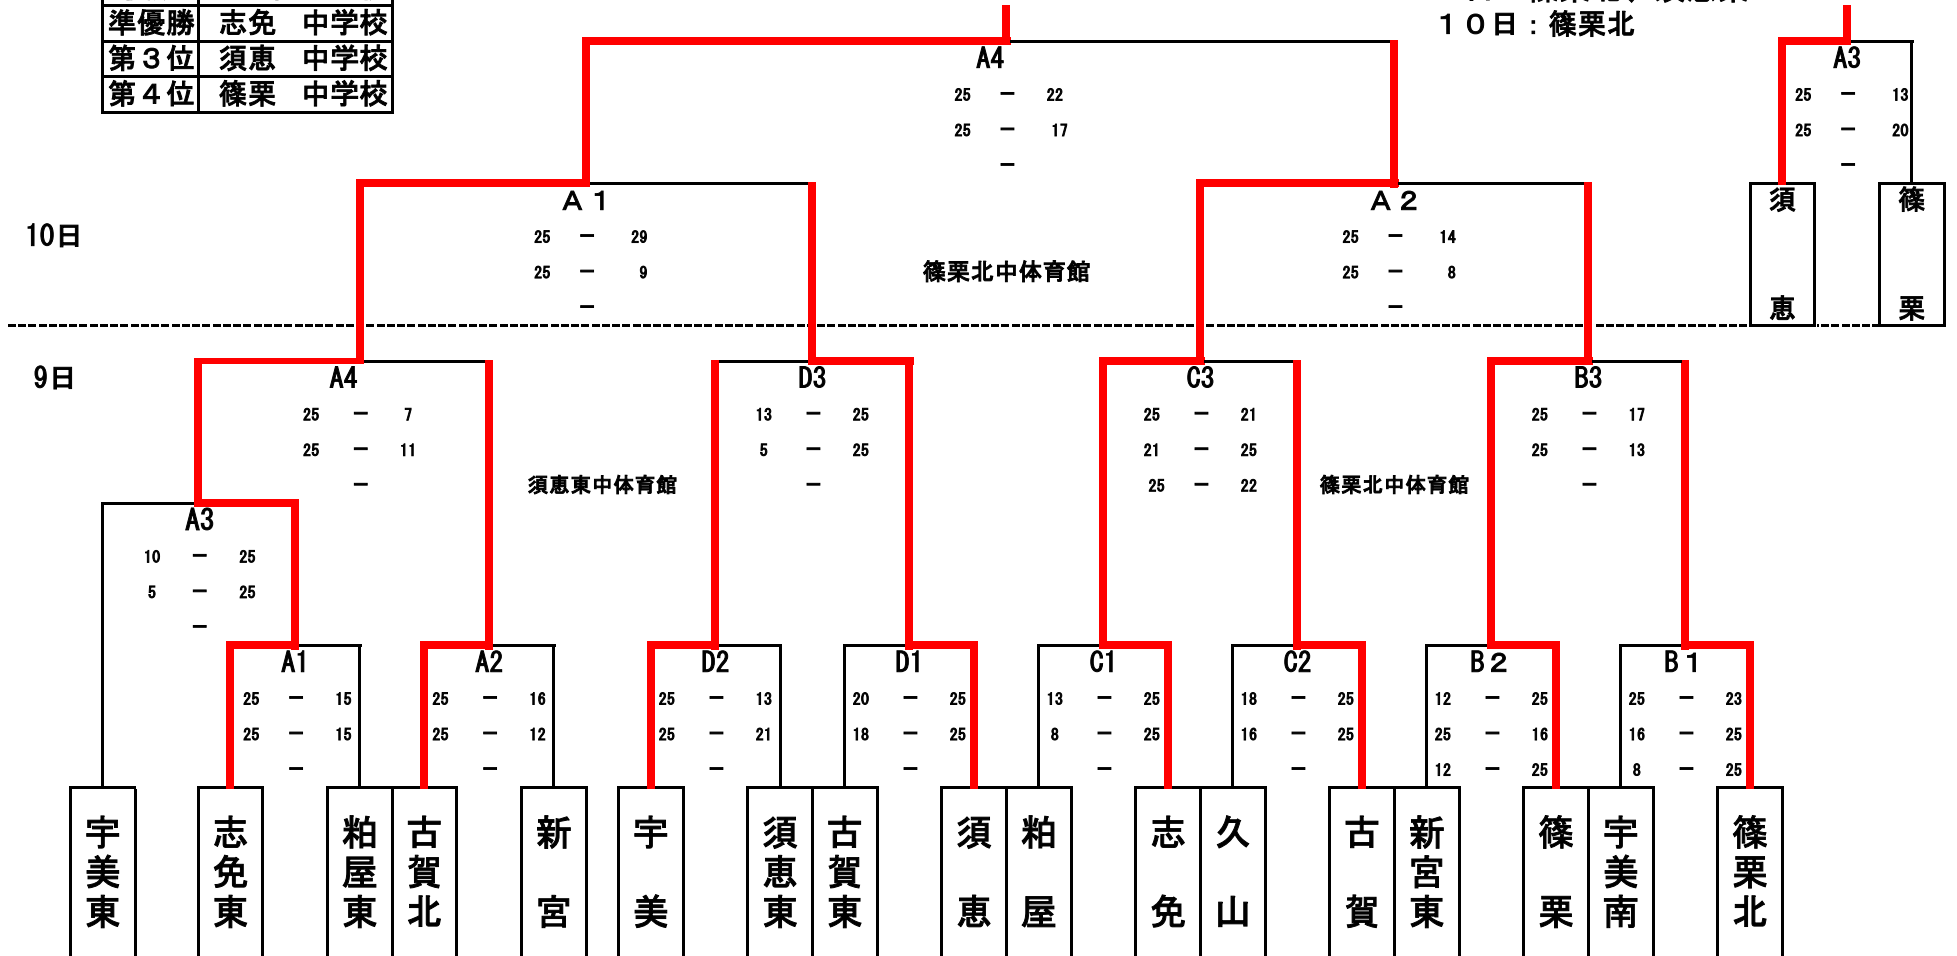 準優勝 志免 中学校
１０日：篠栗北
第３位 須恵 中学校
第４位 篠栗 中学校
A4
25 － 22
25 － 17
－
A3
25 － 13
25 － 20
－
須恵
篠栗
Ａ１
25 － 29
25 － 9
－
Ａ２
25 － 14
25 － 8
－
10日
篠栗北中体育館
9日
A4
25 － 7
25 － 11
－
D3
13 － 25
5 － 25
－
C3
25 － 21
21 － 25
25 － 22
B3
25 － 17
25 － 13
－
須恵東中体育館
篠栗北中体育館
A3
10 － 25
5 － 25
－
A1
25 － 15
25 － 15
－
A2
25 － 16
25 － 12
－
D2
25 － 13
25 － 21
－
D1
20 － 25
18 － 25
－
C1
13 － 25
8 － 25
－
C2
18 － 25
16 － 25
－
B２
12 － 25
25 － 16
12 － 25
B１
25 － 23
16 － 25
8 － 25
宇美東
志免東
粕屋東
古賀北
新宮
宇美
須恵東
古賀東
須恵
粕屋
志免
久山
古賀
新宮東
篠栗
宇美南
篠栗北